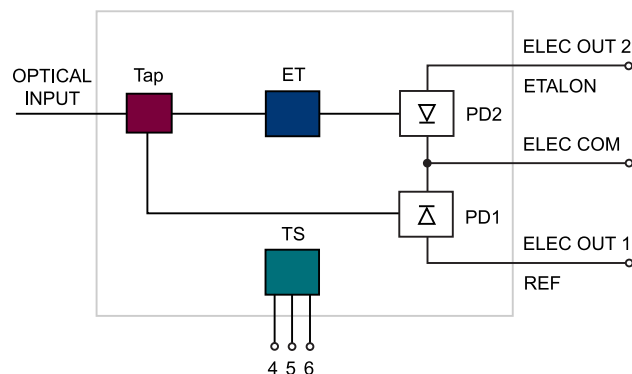 OPTICAL
INPUT
Tap
ET
ELEC OUT 2
ETALON
PD2
ELEC COM
PD1
ELEC OUT 1
REF
TS
4 5 6